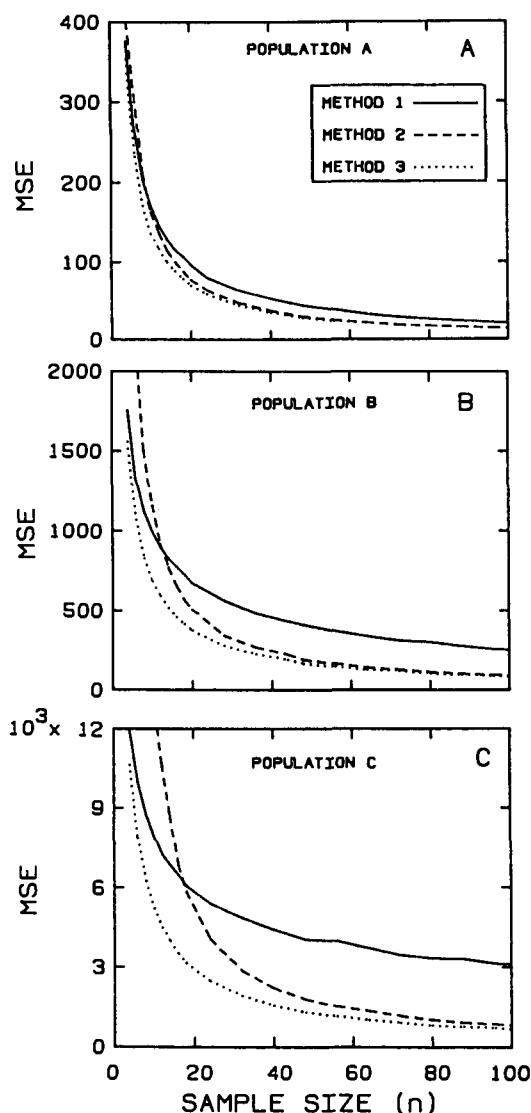 400
300
200
100
0
MSE
POPULATION A
A
METHOD 1
METHOD 2
METHOD 3
2000
1500
1000
500
0
MSE
POPULATION B
B
10³x
12
9
6
3
0
MSE
POPULATION C
C
0 20 40 60 80 100
SAMPLE SIZE (n)